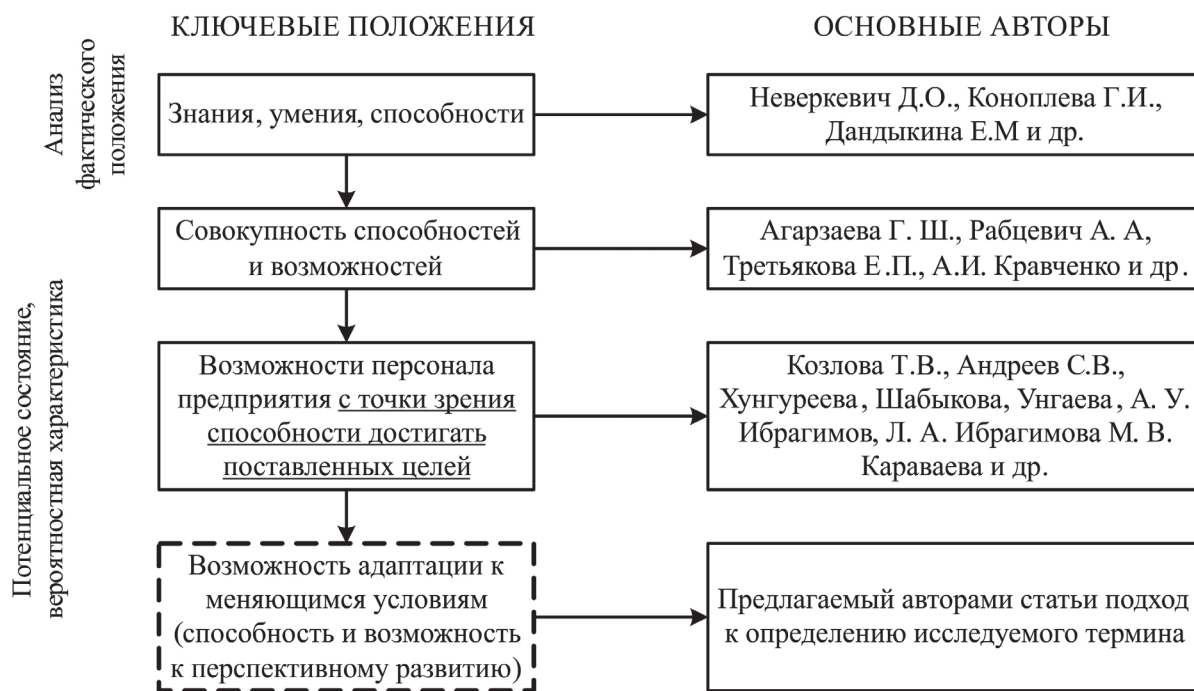 КЛЮЧЕВЫЕ ПОЛОЖЕНИЯ
ОСНОВНЫЕ АВТОРЫ
Анализ
фактического
положения
Знания, умения, способности
Неверкевич Д.О., Коноплева Г.И.,
Дандыкина Е.М и др.
Потенциальное состояние,
вероятностная характеристика
Совокупность способностей
и возможностей
Агарзаева Г. Ш., Рабцевич А. А,
Третьякова Е.П., А.И. Кравченко и др.
Возможности персонала
предприятия с точки зрения
способности достигать
поставленных целей
Козлова Т.В., Андреев С.В.,
Хунгуреева, Шабыкова, Унгаева, А. У.
Ибрагимов, Л. А. Ибрагимова М. В.
Караваева и др.
Возможность адаптации к
меняющимся условиям
(способность и возможность
к перспективному развитию)
Предлагаемый авторами статьи подход
к определению исследуемого термина